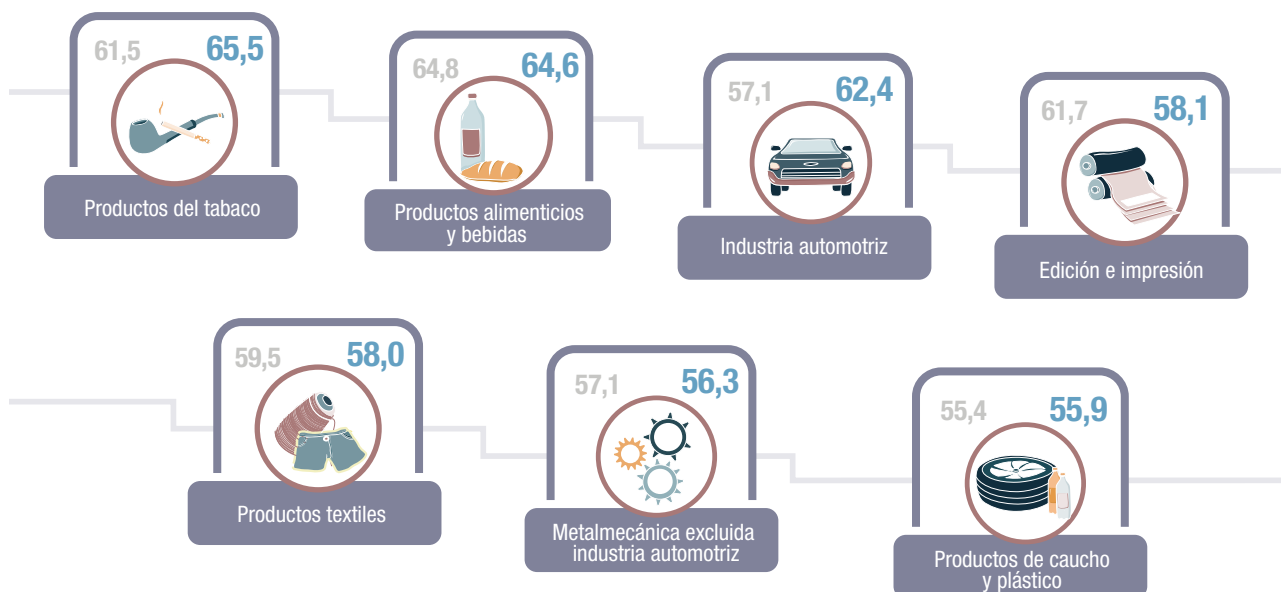 61,5 65,5
Productos del tabaco
64,8 64,6
Productos alimenticios
y bebidas
57,1 62,4
Industria automotriz
61,7 58,1
Edición e impresión
59,5 58,0
Productos textiles
57,1 56,3
Metalmecánica excluida
industria automotriz
55,4 55,9
Productos de caucho
y plástico